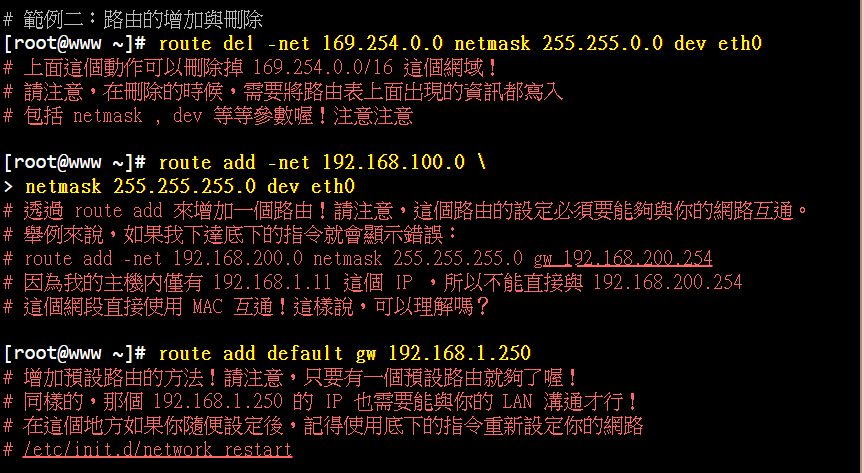 # 範例二：路由的增加與刪除
[root@www ~]# route del -net 169.254.0.0 netmask 255.255.0.0 dev eth0
# 上面這個動作可以刪除掉 169.254.0.0/16 這個網域！
# 請注意，在刪除的時候，需要將路由表上面出現的資訊都寫入
# 包括 netmask , dev 等等參數喔！注意注意
[root@www ~]# route add -net 192.168.100.0 \
> netmask 255.255.255.0 dev eth0
# 透過 route add 來增加一個路由！請注意，這個路由的設定必須要能夠與你的網路互通。
# 舉例來說，如果我下達底下的指令就會顯示錯誤：
# route add -net 192.168.200.0 netmask 255.255.255.0 gw 192.168.200.254
# 因為我的主機內僅有 192.168.1.11 這個 IP ，所以不能直接與 192.168.200.254
# 這個網段直接使用 MAC 互通！這樣說，可以理解嗎？
[root@www ~]# route add default gw 192.168.1.250
# 增加預設路由的方法！請注意，只要有一個預設路由就夠了喔！
# 同樣的，那個 192.168.1.250 的 IP 也需要能與你的 LAN 溝通才行！
# 在這個地方如果你隨便設定後，記得使用底下的指令重新設定你的網路
# /etc/init.d/network restart